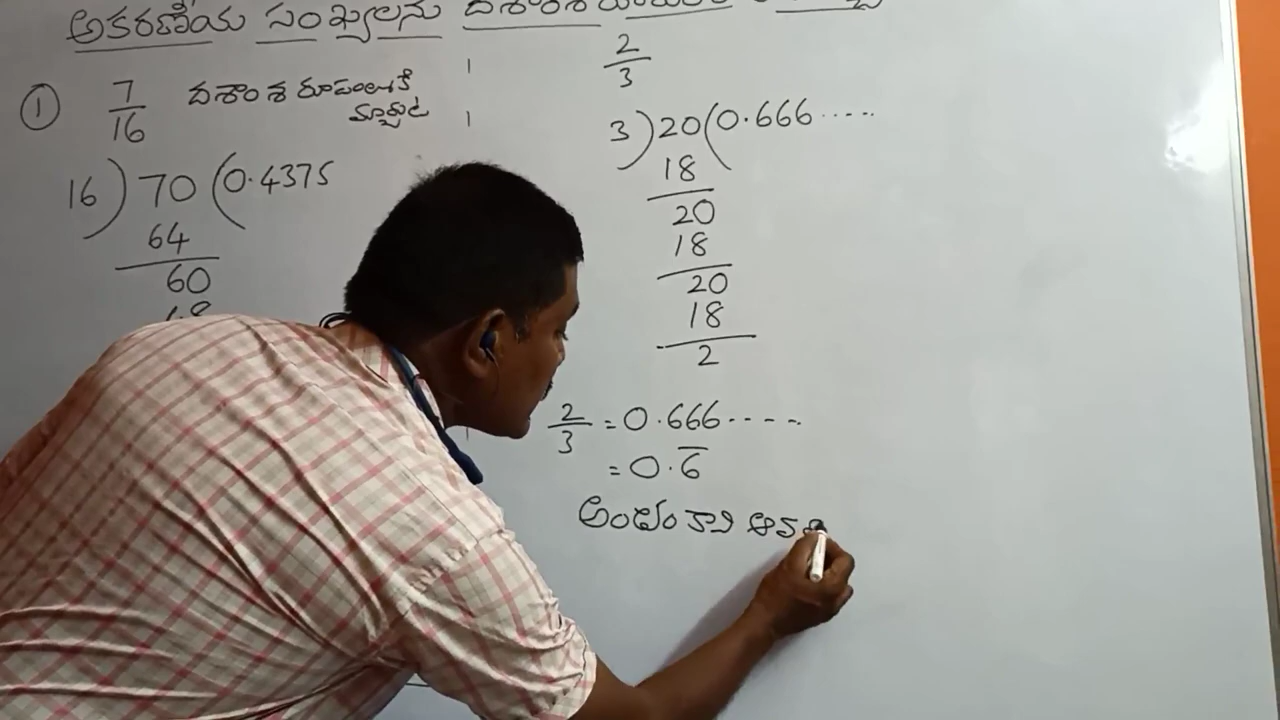 అకరణీయ సంఖ్యలను దశాంశ
① 7/16 దశాంశ రూపంలోకి
మార్చుట
16 ) 70 ( 0.4375
64
60
48
2/3
3 ) 20 ( 0.666.....
18
20
18
20
18
2
2/3 = 0.666----
= 0.6̅
అంతం కాని ఆవ